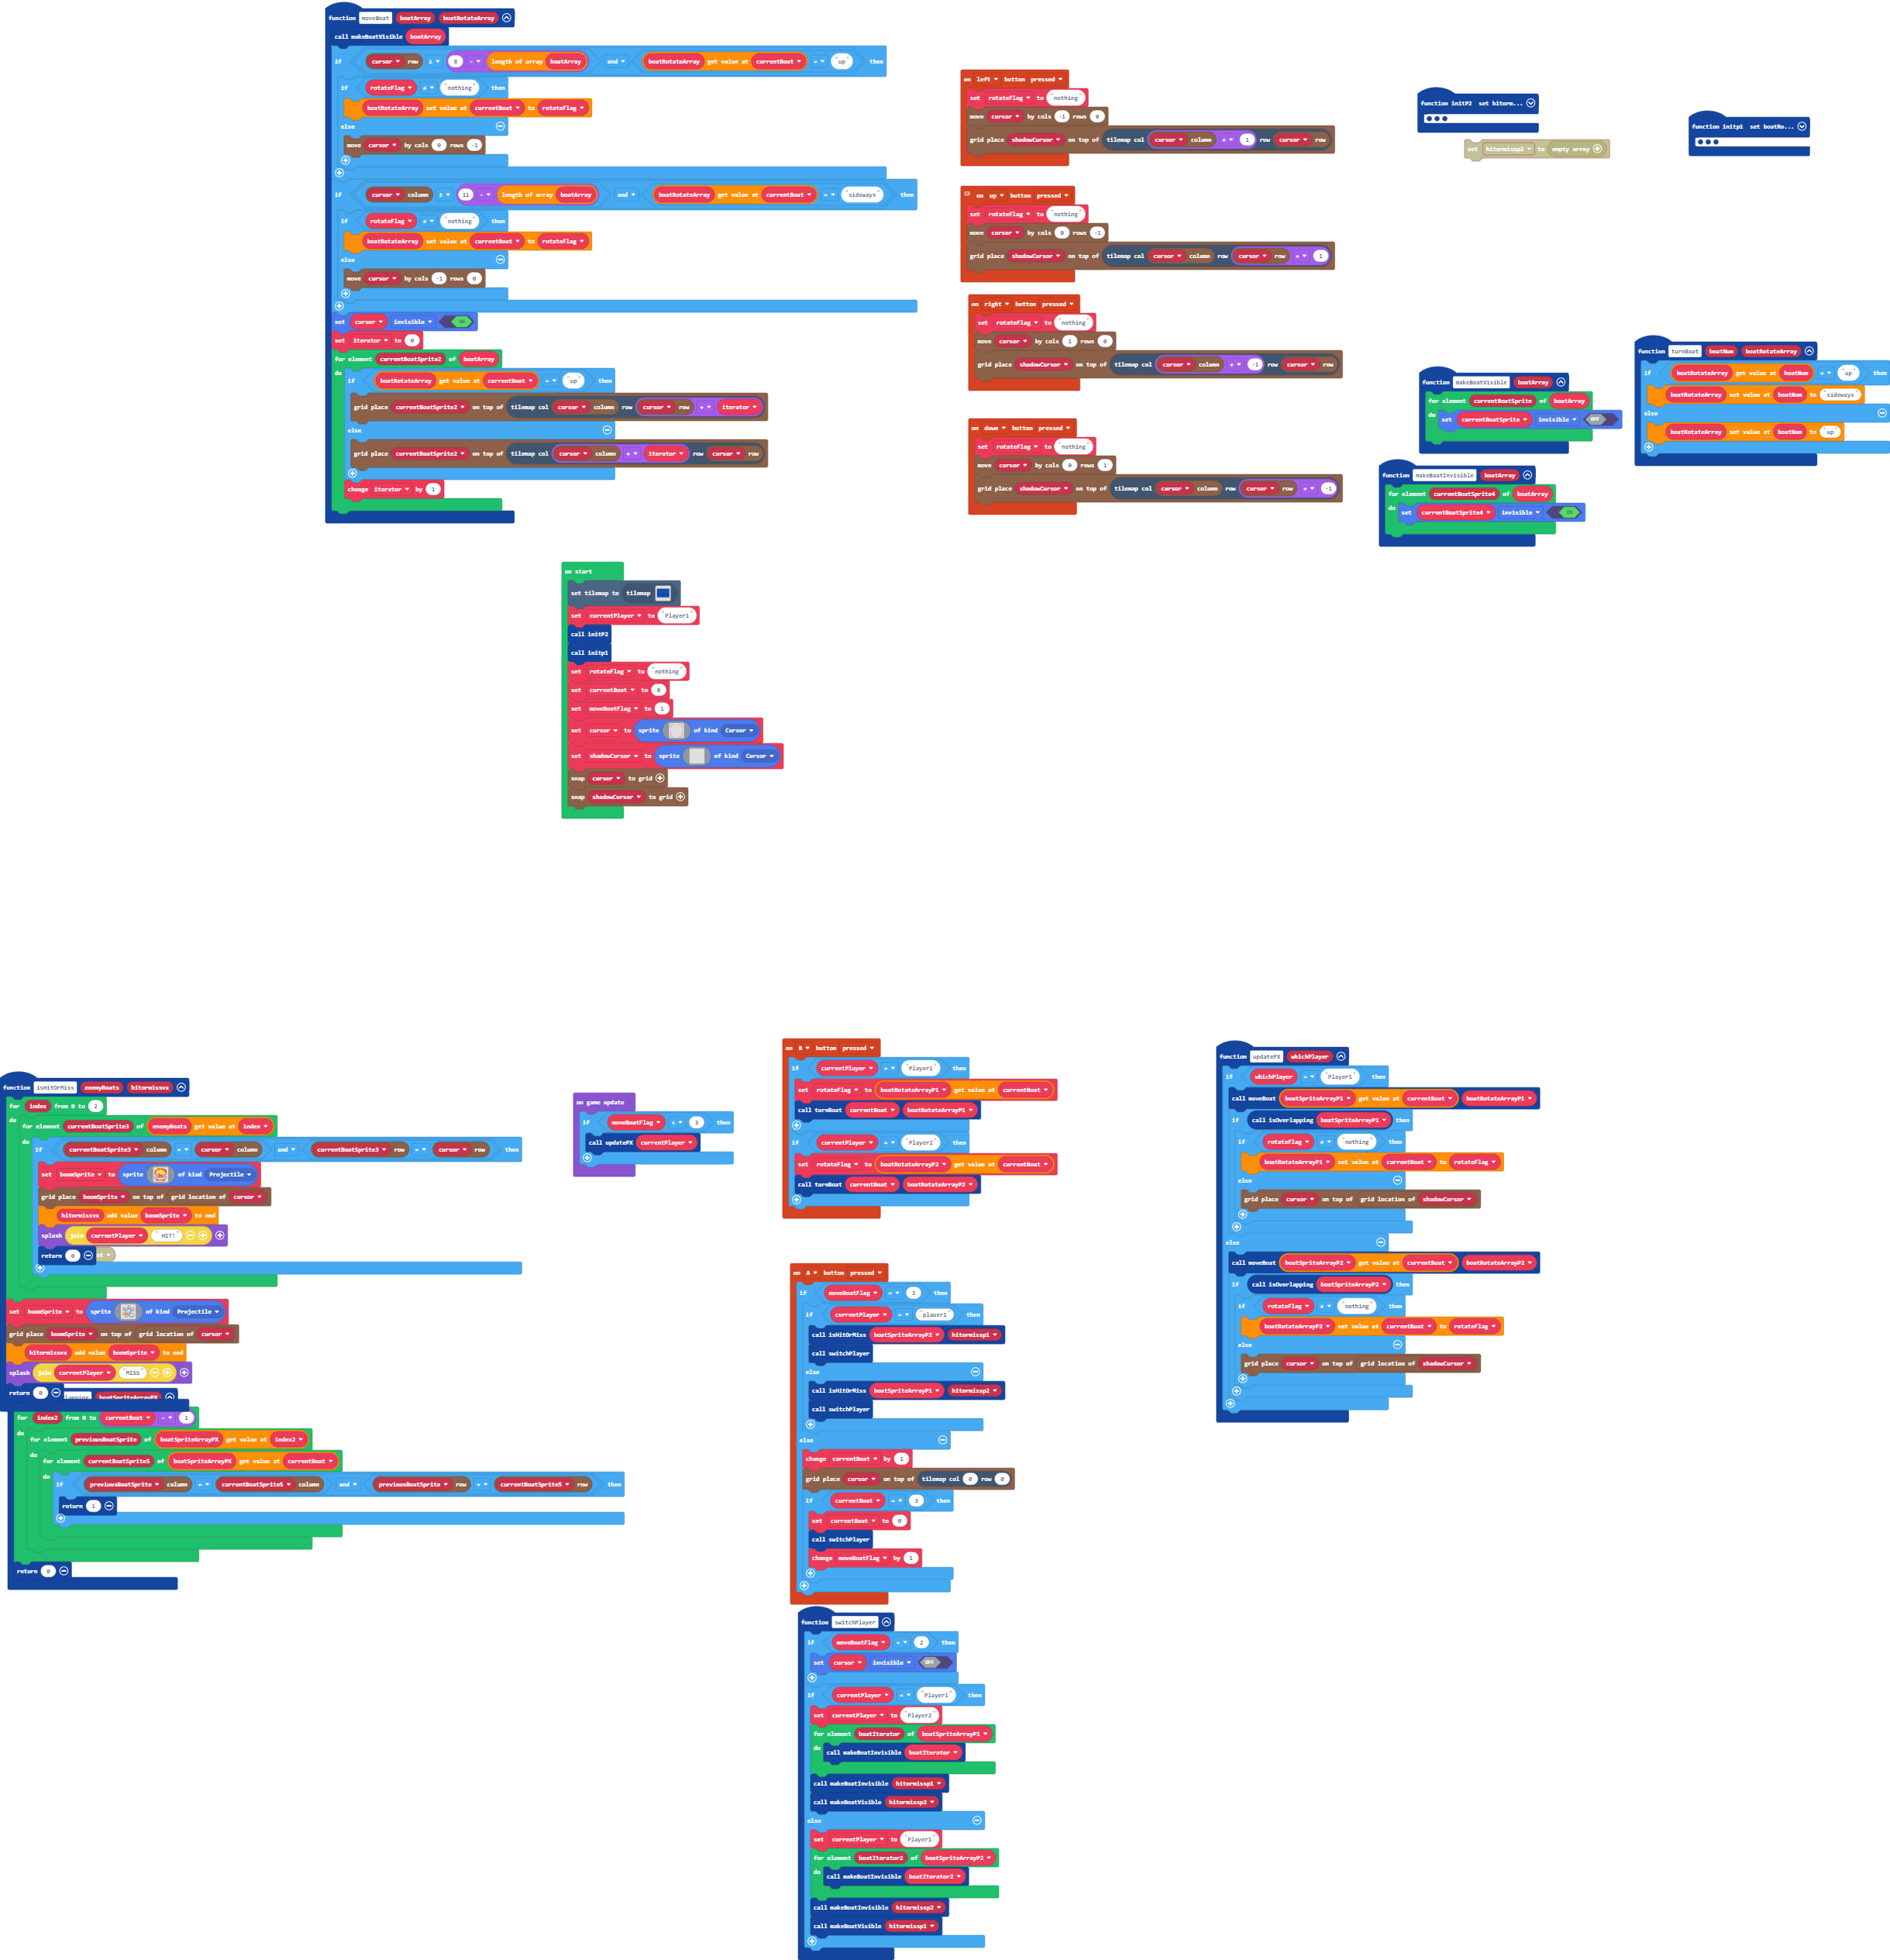 function moveBoat boatArray boatRotateArray
call makeBoatVisible boatArray
if cursor row ≥ 8 - length of array boatArray and boatRotateArray get value at currentBoat = "up" then
if rotateFlag ≠ "nothing" then
boatRotateArray set value at currentBoat to rotateFlag
else
move cursor by cols 0 rows -1
if cursor column ≥ 11 - length of array boatArray and boatRotateArray get value at currentBoat = "sideways" then
if rotateFlag ≠ "nothing" then
boatRotateArray set value at currentBoat to rotateFlag
else
move cursor by cols -1 rows 0
set cursor invisible ON
set iterator to 0
for element currentBoatSprite2 of boatArray
do
if boatRotateArray get value at currentBoat = "up" then
grid place currentBoatSprite2 on top of tilemap col cursor column row cursor row + iterator
else
grid place currentBoatSprite2 on top of tilemap col cursor column + iterator row cursor row
change iterator by 1
on left button pressed
set rotateFlag to "nothing"
move cursor by cols -1 rows 0
grid place shadowCursor on top of tilemap col cursor column + 1 row cursor row
on up button pressed
set rotateFlag to "nothing"
move cursor by cols 0 rows -1
grid place shadowCursor on top of tilemap col cursor column row cursor row + 1
on right button pressed
set rotateFlag to "nothing"
move cursor by cols 1 rows 0
grid place shadowCursor on top of tilemap col cursor column + -1 row cursor row
on down button pressed
set rotateFlag to "nothing"
move cursor by cols 0 rows 1
grid place shadowCursor on top of tilemap col cursor column row cursor row + -1
function initP2 set hitorm...
set hitormissp2 to empty array
function initp1 set boatRo...
function makeBoatVisible boatArray
for element currentBoatSprite of boatArray
do set currentBoatSprite invisible OFF
function makeBoatInvisible boatArray
for element currentBoatSprite4 of boatArray
do set currentBoatSprite4 invisible ON
function turnBoat boatNum boatRotateArray
if boatRotateArray get value at boatNum = "up" then
boatRotateArray set value at boatNum to "sideways"
else
boatRotateArray set value at boatNum to "up"
on start
set tilemap to tilemap
set currentPlayer to "Player1"
call initP2
call initp1
set rotateFlag to "nothing"
set currentBoat to 0
set moveBoatFlag to 1
set cursor to sprite of kind Cursor
set shadowCursor to sprite of kind Cursor
snap cursor to grid
snap shadowCursor to grid
function isHitOrMiss enemyBoats hitormissvx
for index from 0 to 2
do
for element currentBoatSprite3 of enemyBoats get value at index
do
if currentBoatSprite3 column = cursor column and currentBoatSprite3 row = cursor row then
set boomSprite to sprite of kind Projectile
grid place boomSprite on top of grid location of cursor
hitormissvx add value boomSprite to end
splash join currentPlayer " HIT!"
return 0
set boomSprite to sprite of kind Projectile
grid place boomSprite on top of grid location of cursor
hitormissvx add value boomSprite to end
splash join currentPlayer "MISS"
return 0
lapping boatSpriteArrayPX
for index2 from 0 to currentBoat - 1
do
for element previousBoatSprite of boatSpriteArrayPX get value at index2
do
for element currentBoatSprite5 of boatSpriteArrayPX get value at currentBoat
do
if previousBoatSprite column = currentBoatSprite5 column and previousBoatSprite row = currentBoatSprite5 row then
return 1
return 0
on game update
if moveBoatFlag < 3 then
call updatePX currentPlayer
on B button pressed
if currentPlayer = "Player1" then
set rotateFlag to boatRotateArrayP1 get value at currentBoat
call turnBoat currentBoat boatRotateArrayP1
if currentPlayer = "Player2" then
set rotateFlag to boatRotateArrayP2 get value at currentBoat
call turnBoat currentBoat boatRotateArrayP2
on A button pressed
if moveBoatFlag = 3 then
if currentPlayer = "player1" then
call isHitOrMiss boatSpriteArrayP2 hitormissp1
call switchPlayer
else
call isHitOrMiss boatSpriteArrayP1 hitormissp2
call switchPlayer
else
change currentBoat by 1
grid place cursor on top of tilemap col 0 row 0
if currentBoat = 3 then
set currentBoat to 0
call switchPlayer
change moveBoatFlag by 1
function switchPlayer
if moveBoatFlag = 2 then
set cursor invisible OFF
if currentPlayer = "Player1" then
set currentPlayer to "Player2"
for element boatIterator of boatSpriteArrayP1
do call makeBoatInvisible boatIterator
call makeBoatInvisible hitormissp1
call makeBoatVisible hitormissp2
else
set currentPlayer to "Player1"
for element boatIterator2 of boatSpriteArrayP2
do call makeBoatInvisible boatIterator2
call makeBoatInvisible hitormissp2
call makeBoatVisible hitormissp1
function updatePX whichPlayer
if whichPlayer = "Player1" then
call moveBoat boatSpriteArrayP1 get value at currentBoat boatRotateArrayP1
if call isOverlapping boatSpriteArrayP1 then
if rotateFlag ≠ "nothing" then
boatRotateArrayP1 set value at currentBoat to rotateFlag
else
grid place cursor on top of grid location of shadowCursor
else
call moveBoat boatSpriteArrayP2 get value at currentBoat boatRotateArrayP2
if call isOverlapping boatSpriteArrayP2 then
if rotateFlag ≠ "nothing" then
boatRotateArrayP2 set value at currentBoat to rotateFlag
else
grid place cursor on top of grid location of shadowCursor